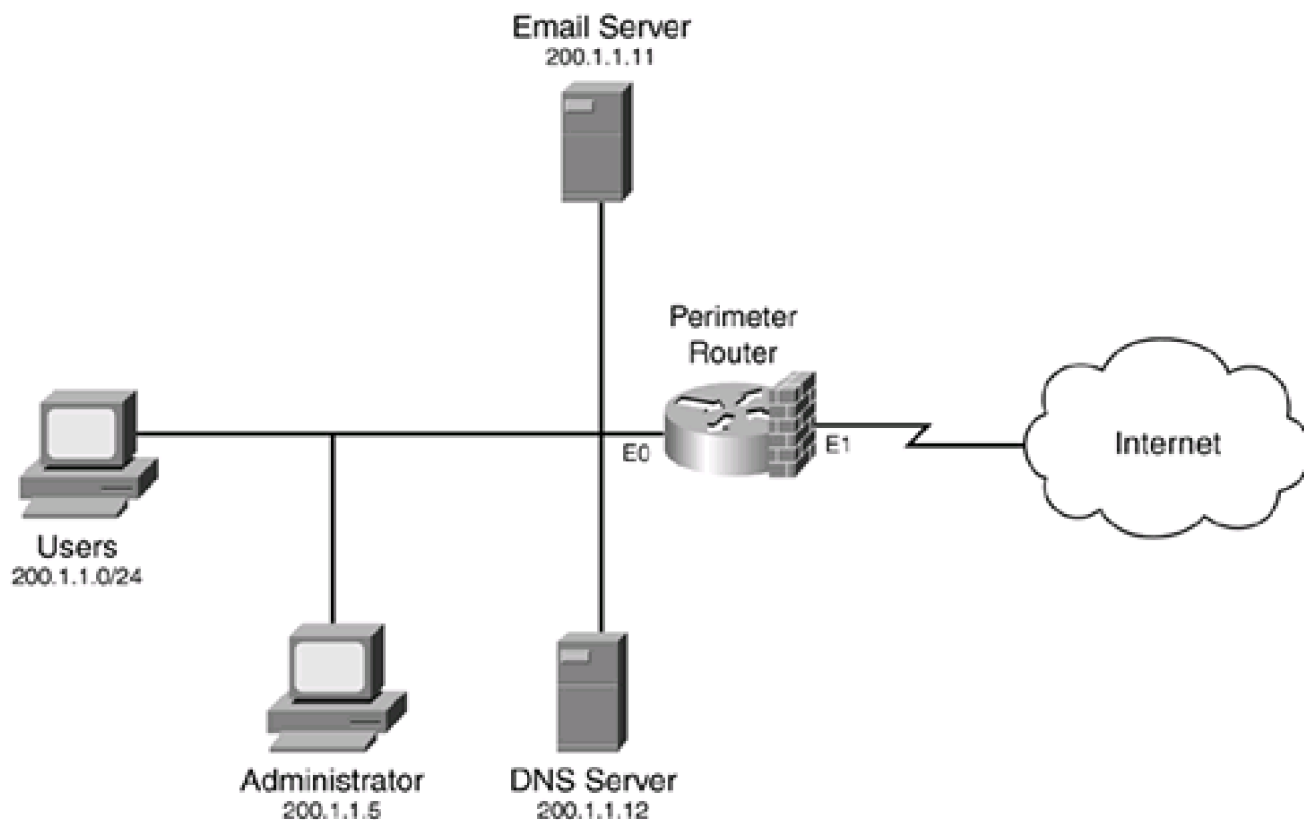 Email Server
200.1.1.11
Perimeter
Router
E0
E1
Internet
Users
200.1.1.0/24
Administrator
200.1.1.5
DNS Server
200.1.1.12